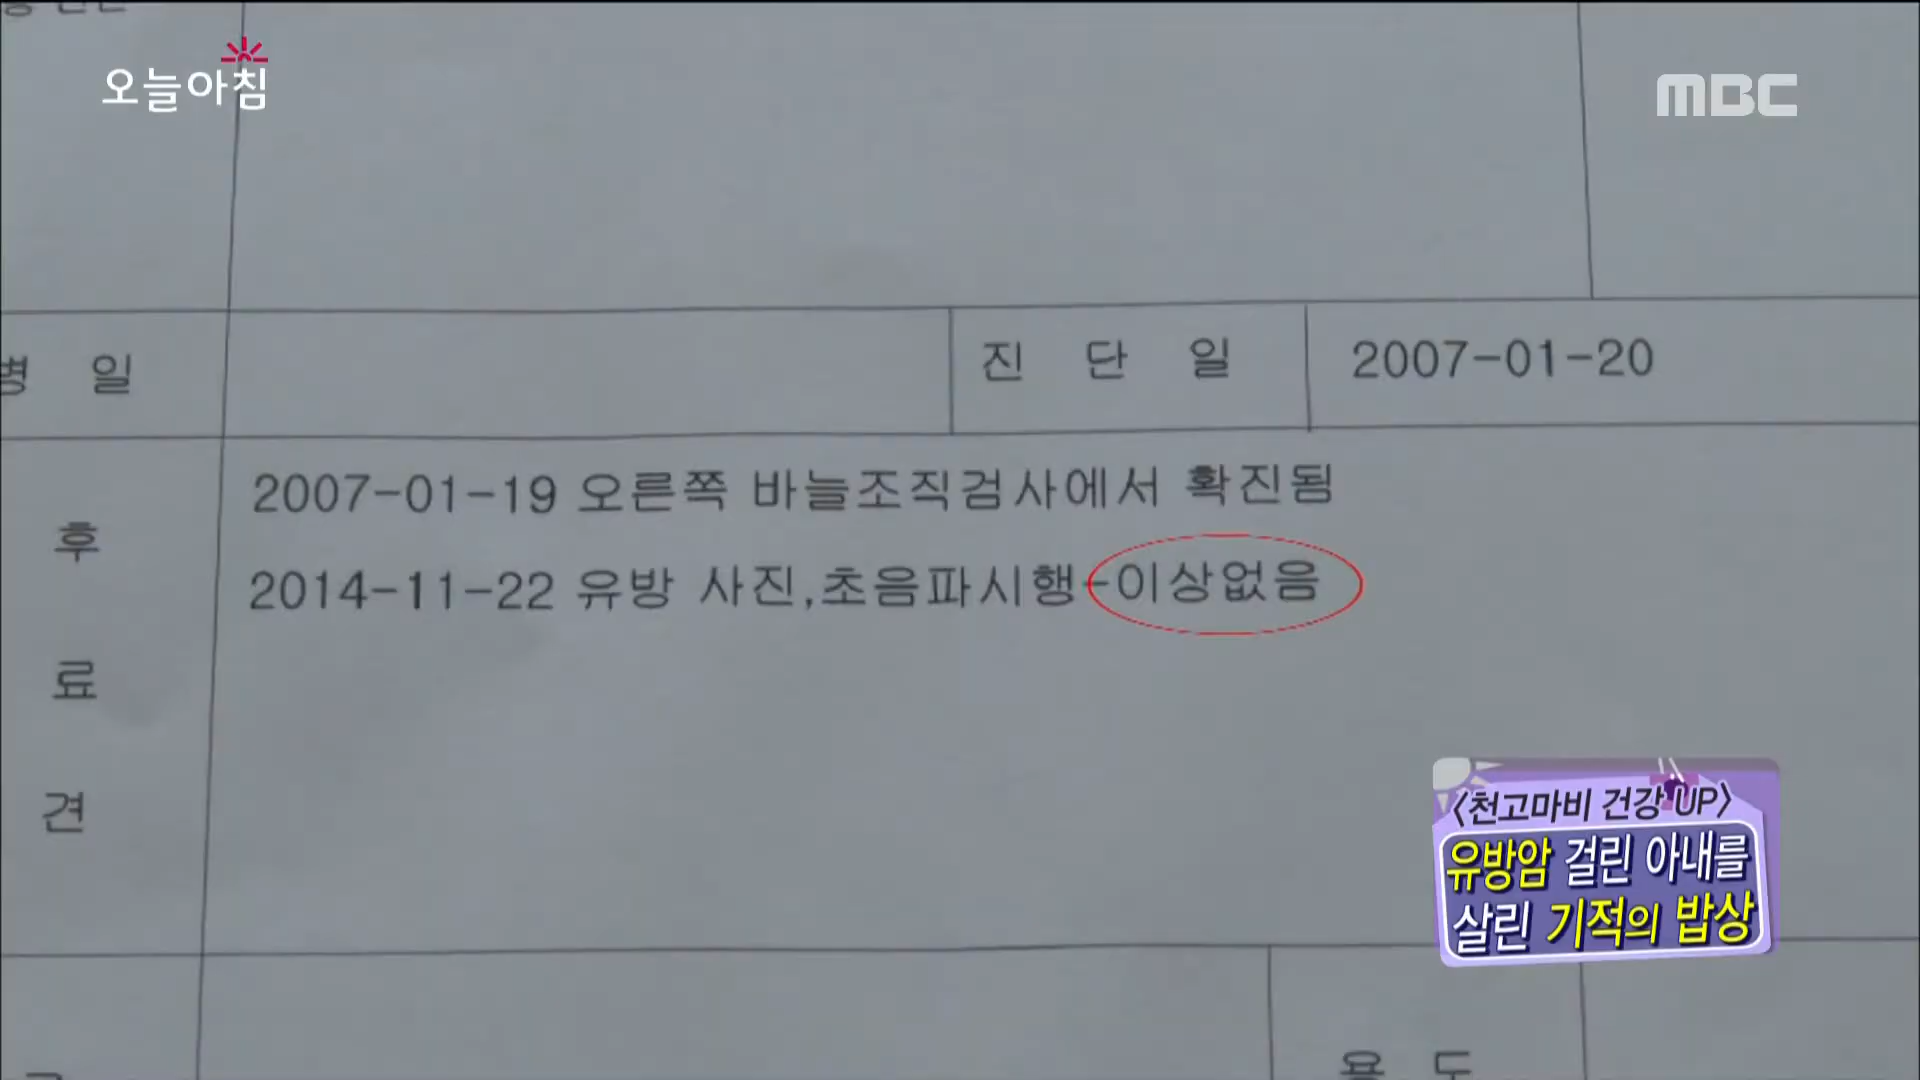 오늘아침
MBC
일
진 단 일
2007-01-20
2007-01-19 오른쪽 바늘조직검사에서 확진됨
2014-11-22 유방 사진,초음파시행-이상없음
후
료
견
<천고마비 건강 UP>
유방암 걸린 아내를
살린 기적의 밥상
용 도